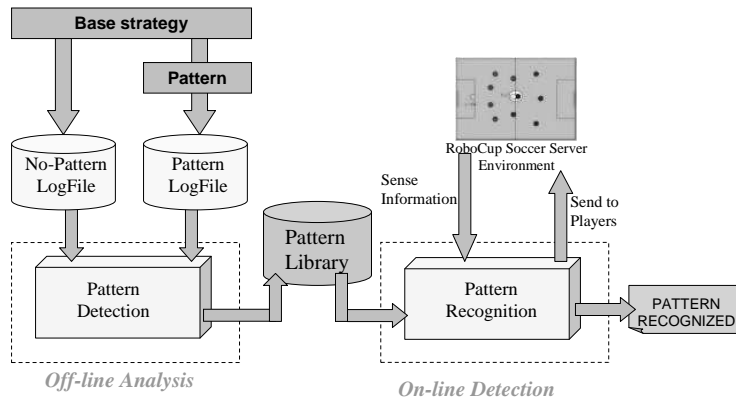 Base strategy
Pattern
No-Pattern
LogFile
Pattern
LogFile
RoboCup Soccer Server
Environment
Sense
Information
Send to
Players
Pattern
Library
Pattern
Detection
Pattern
Recognition
PATTERN
RECOGNIZED
Off-line Analysis
On-line Detection